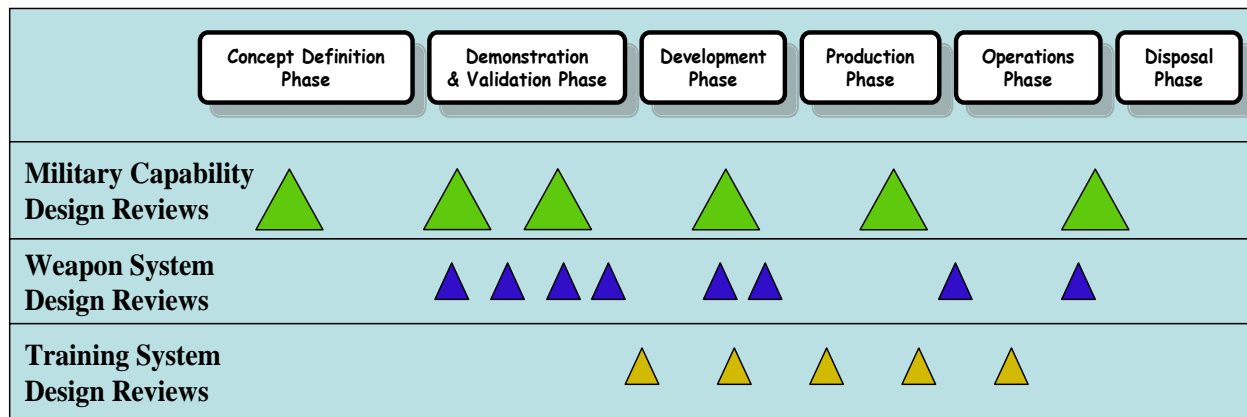 Concept Definition
Phase
Demonstration
& Validation Phase
Development
Phase
Production
Phase
Operations
Phase
Disposal
Phase
Military Capability
Design Reviews
Weapon System
Design Reviews
Training System
Design Reviews